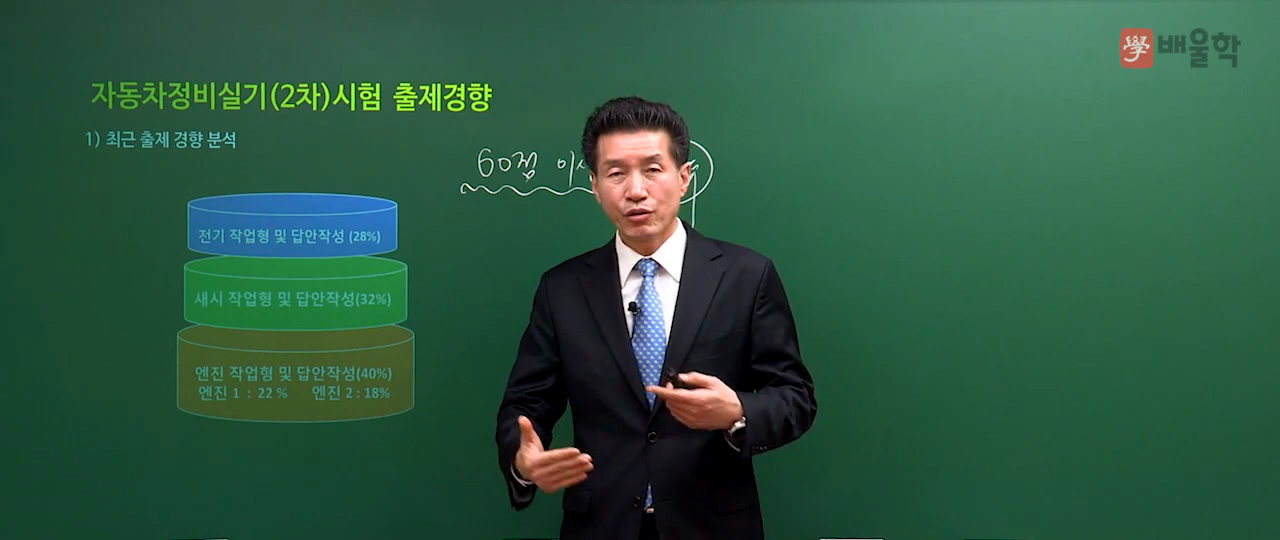 學 배울학
자동차정비실기(2차)시험 출제경향
1) 최근 출제 경향 분석
60점
전기 작업형 및 답안작성 (28%)
새시 작업형 및 답안작성(32%)
엔진 작업형 및 답안작성(40%)
엔진 1 : 22 % 엔진 2 : 18%